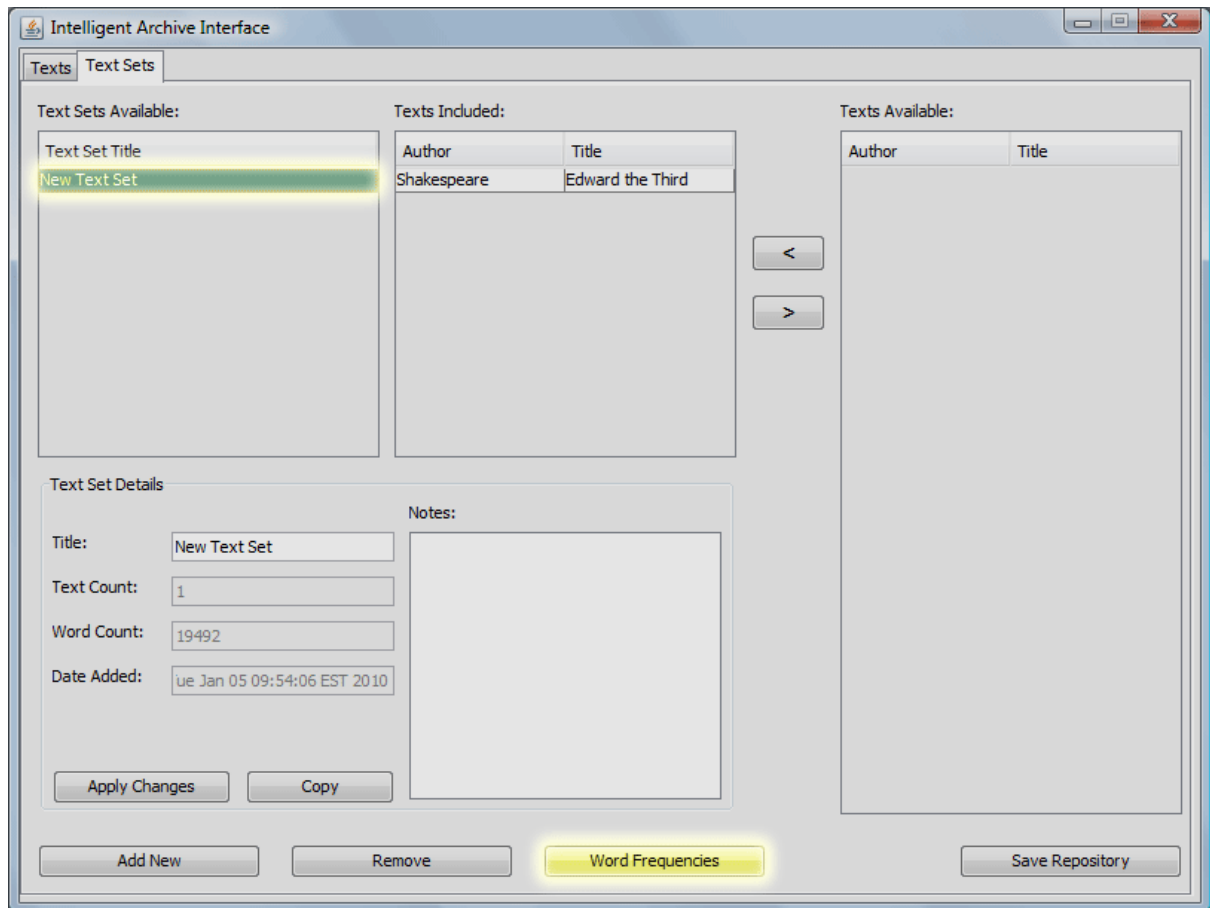 Intelligent Archive Interface
Texts Text Sets
Text Sets Available: Texts Included: Texts Available:
Text Set Title Author Title Author Title
New Text Set Shakespeare Edward the Third
<
>
Text Set Details
Notes:
Title: New Text Set
Text Count: 1
Word Count: 19492
Date Added: ue Jan 05 09:54:06 EST 2010
Apply Changes Copy
Add New Remove Word Frequencies Save Repository